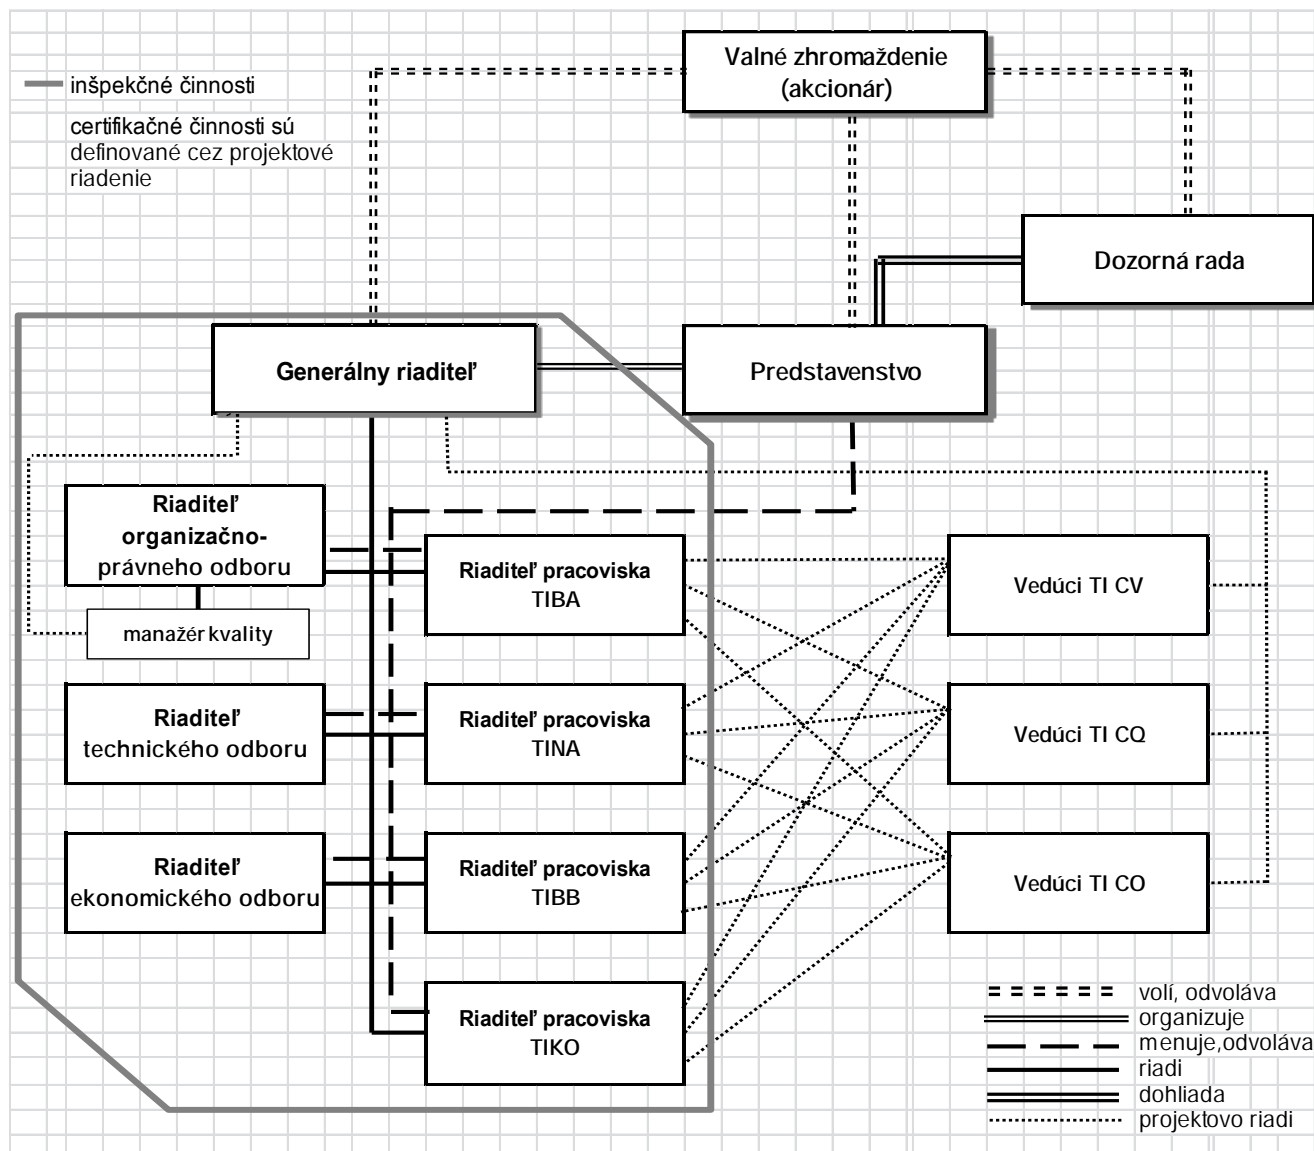 Valné zhromaždenie
(akcionár)
inšpekčné činnosti
certifikačné činnosti sú
definované cez projektové
riadenie
Dozorná rada
Generálny riaditeľ
Predstavenstvo
Riaditeľ
organizačno-
právneho odboru
manažér kvality
Riaditeľ pracoviska
TIBA
Vedúci TI CV
Riaditeľ
technického odboru
Riaditeľ pracoviska
TINA
Vedúci TI CQ
Riaditeľ
ekonomického odboru
Riaditeľ pracoviska
TIBB
Vedúci TI CO
Riaditeľ pracoviska
TIKO
volí, odvoláva
organizuje
menuje,odvoláva
riadi
dohliada
projektovo riadi